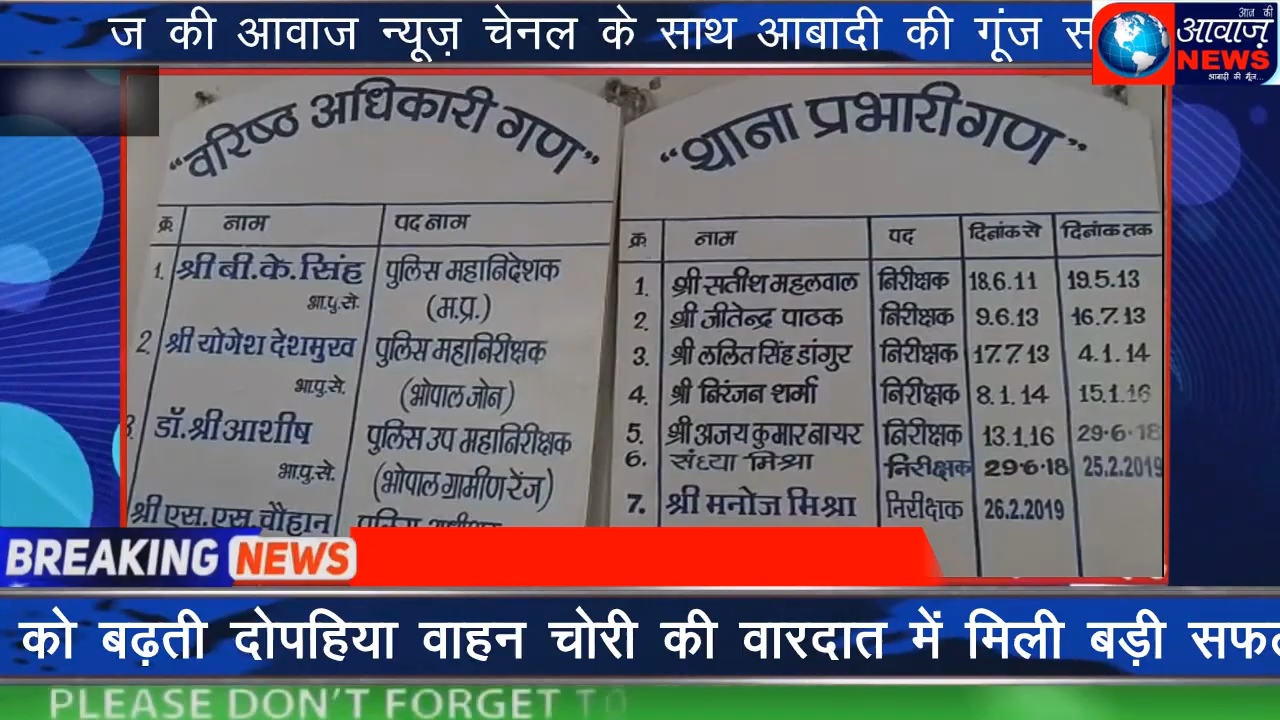 ज की आवाज न्यूज़ चेनल के साथ आबादी की गूंज स
आज की
आवाज़
NEWS
आबादी की गूँज...
"वरिष्ठ अधिकारी गण"
क्र. नाम पद नाम
1. श्री बी.के. सिंह पुलिस महानिदेशक
भा.पु.से. (म.प्र.)
2. श्री योगेश देशमुख पुलिस महानिरीक्षक
भा.पु.से. (भोपाल जोन)
3. डॉ. श्री आशीष पुलिस उप महानिरीक्षक
भा.पु.से. (भोपाल ग्रामीण रेंज)
श्री एस.एस. चौहान
"थाना प्रभारी गण"
क्र. नाम पद दिनांक से दिनांक तक
1. श्री सतीश महलवाल निरीक्षक 18.6.11 19.5.13
2. श्री जीतेन्द्र पाठक निरीक्षक 9.6.13 16.7.13
3. श्री ललित सिंह डांगुर निरीक्षक 17.7.13 4.1.14
4. श्री निरंजन शर्मा निरीक्षक 8.1.14 15.1.16
5. श्री अजय कुमार नायर निरीक्षक 13.1.16 29.6.18
6. संध्या मिश्रा निरीक्षक 29.6.18 25.2.2019
7. श्री मनोज मिश्रा निरीक्षक 26.2.2019
BREAKING NEWS
को बढ़ती दोपहिया वाहन चोरी की वारदात में मिली बड़ी सफल
PLEASE DON'T FORGET TO